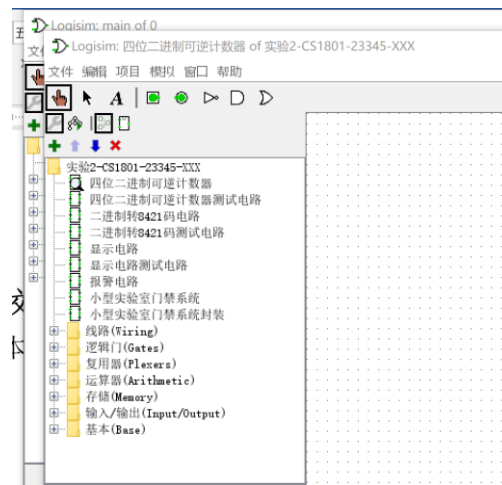 Logisim: main of 0
Logisim: 四位二进制可逆计数器 of 实验2-CS1801-23345-XXX
文件 编辑 项目 模拟 窗口 帮助
A
实验2-CS1801-23345-XXX
四位二进制可逆计数器
四位二进制可逆计数器测试电路
二进制转8421码电路
二进制转8421码测试电路
显示电路
显示电路测试电路
报警电路
小型实验室门禁系统
小型实验室门禁系统封装
线路(Wiring)
逻辑门(Gates)
复用器(Plexers)
运算器(Arithmetic)
存储(Memory)
输入/输出(Input/Output)
基本(Base)